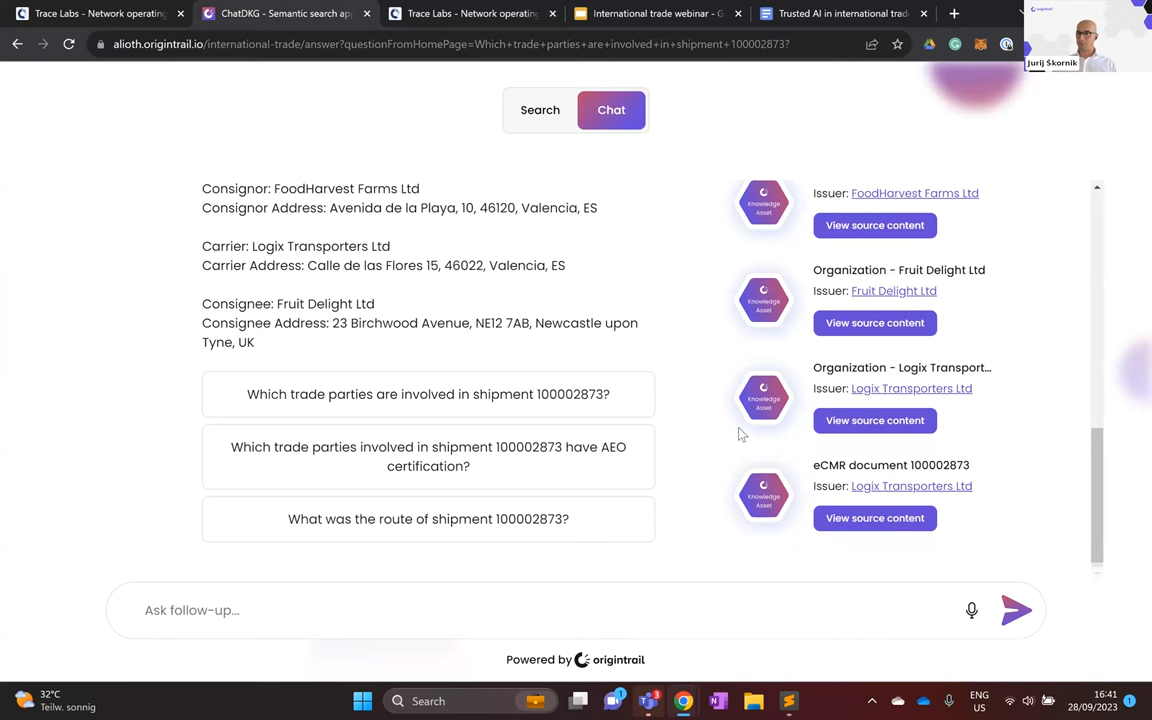 Trace Labs - Network operating
ChatDKG - Semantic search ap
Trace Labs - Network operating
International trade webinar - G
Trusted AI in international trad
origintrail
alioth.origintrail.io/international-trade/answer?questionFromHomePage=Which+trade+parties+are+involved+in+shipment+100002873?
Jurij Škornik
Search
Chat
Consignor: FoodHarvest Farms Ltd
Consignor Address: Avenida de la Playa, 10, 46120, Valencia, ES
Carrier: Logix Transporters Ltd
Carrier Address: Calle de las Flores 15, 46022, Valencia, ES
Consignee: Fruit Delight Ltd
Consignee Address: 23 Birchwood Avenue, NE12 7AB, Newcastle upon
Tyne, UK
Which trade parties are involved in shipment 100002873?
Which trade parties involved in shipment 100002873 have AEO
certification?
What was the route of shipment 100002873?
Knowledge
Asset
Issuer: FoodHarvest Farms Ltd
View source content
Knowledge
Asset
Organization - Fruit Delight Ltd
Issuer: Fruit Delight Ltd
View source content
Knowledge
Asset
Organization - Logix Transport...
Issuer: Logix Transporters Ltd
View source content
Knowledge
Asset
eCMR document 100002873
Issuer: Logix Transporters Ltd
View source content
Ask follow-up...
Powered by origintrail
32°C
Teilw. sonnig
Search
1
3
ENG
US
16:41
28/09/2023
1